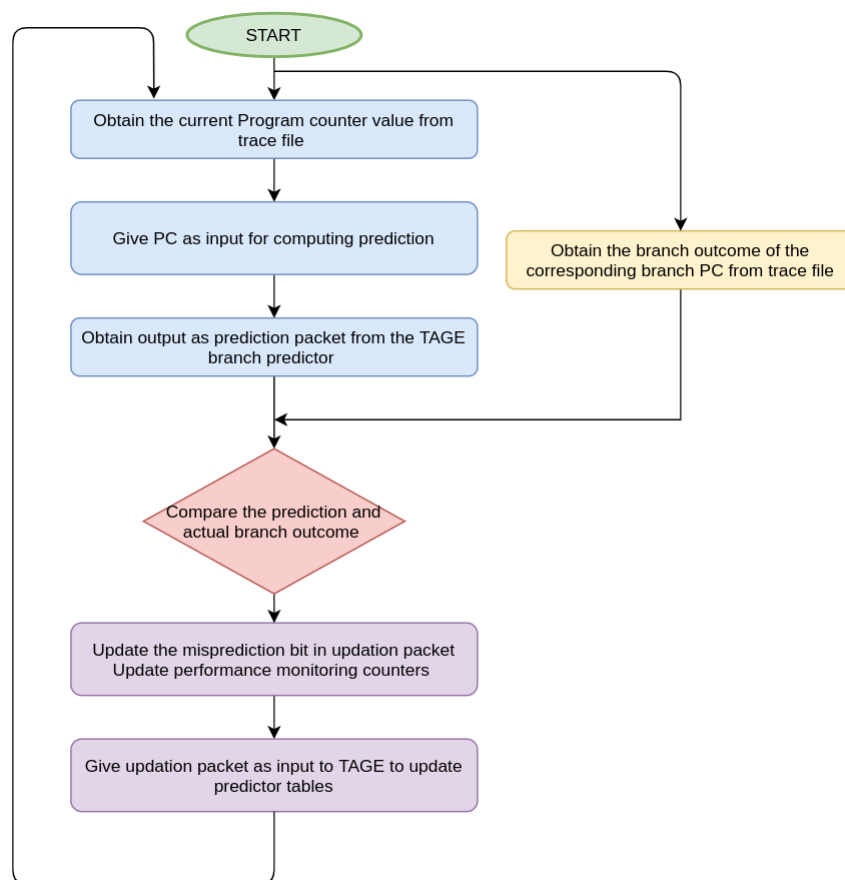 START
Obtain the current Program counter value from
trace file
Give PC as input for computing prediction
Obtain the branch outcome of the
corresponding branch PC from trace file
Obtain output as prediction packet from the TAGE
branch predictor
Compare the prediction and
actual branch outcome
Update the misprediction bit in updation packet
Update performance monitoring counters
Give updation packet as input to TAGE to update
predictor tables